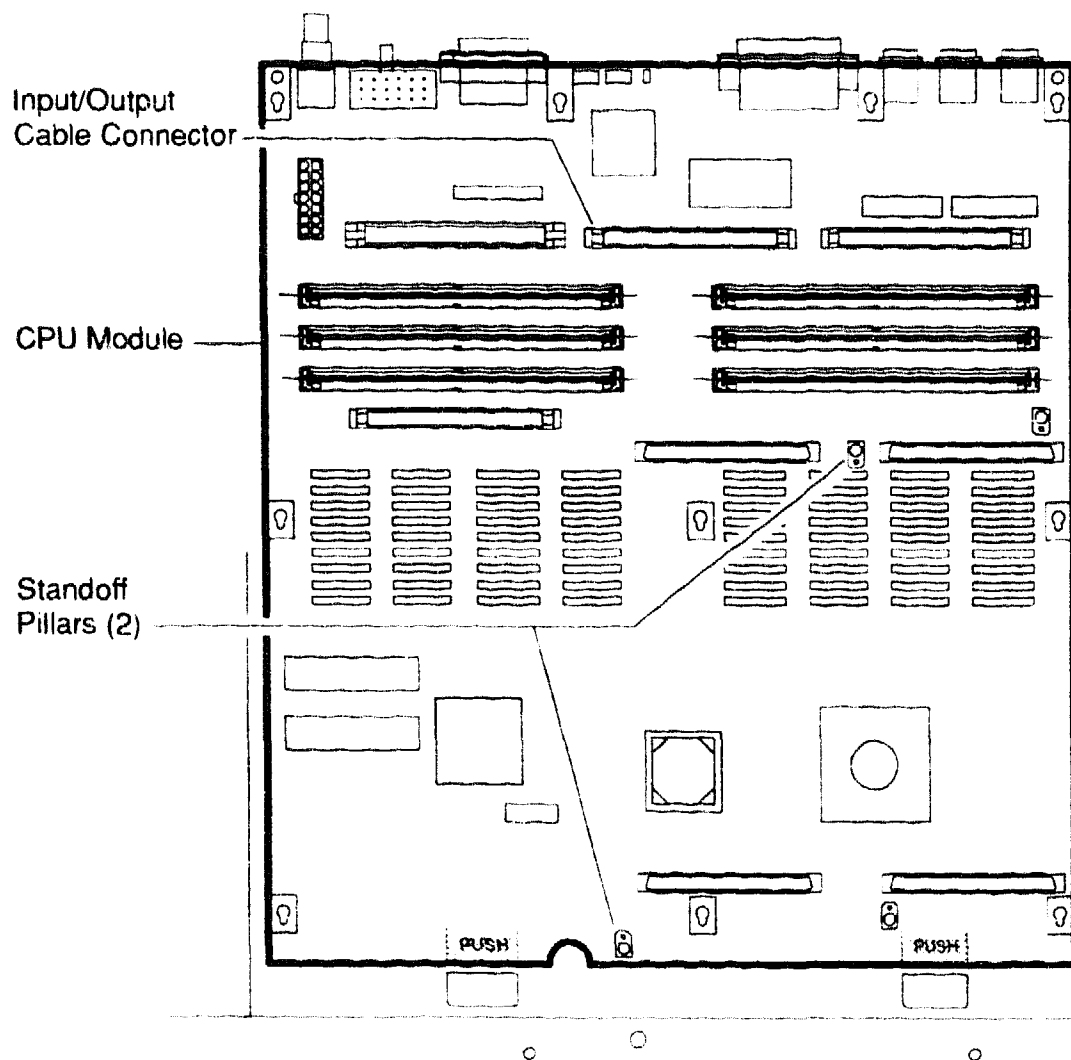 Input/Output
Cable Connector
CPU Module
Standoff
Pillars (2)
PUSH
PUSH